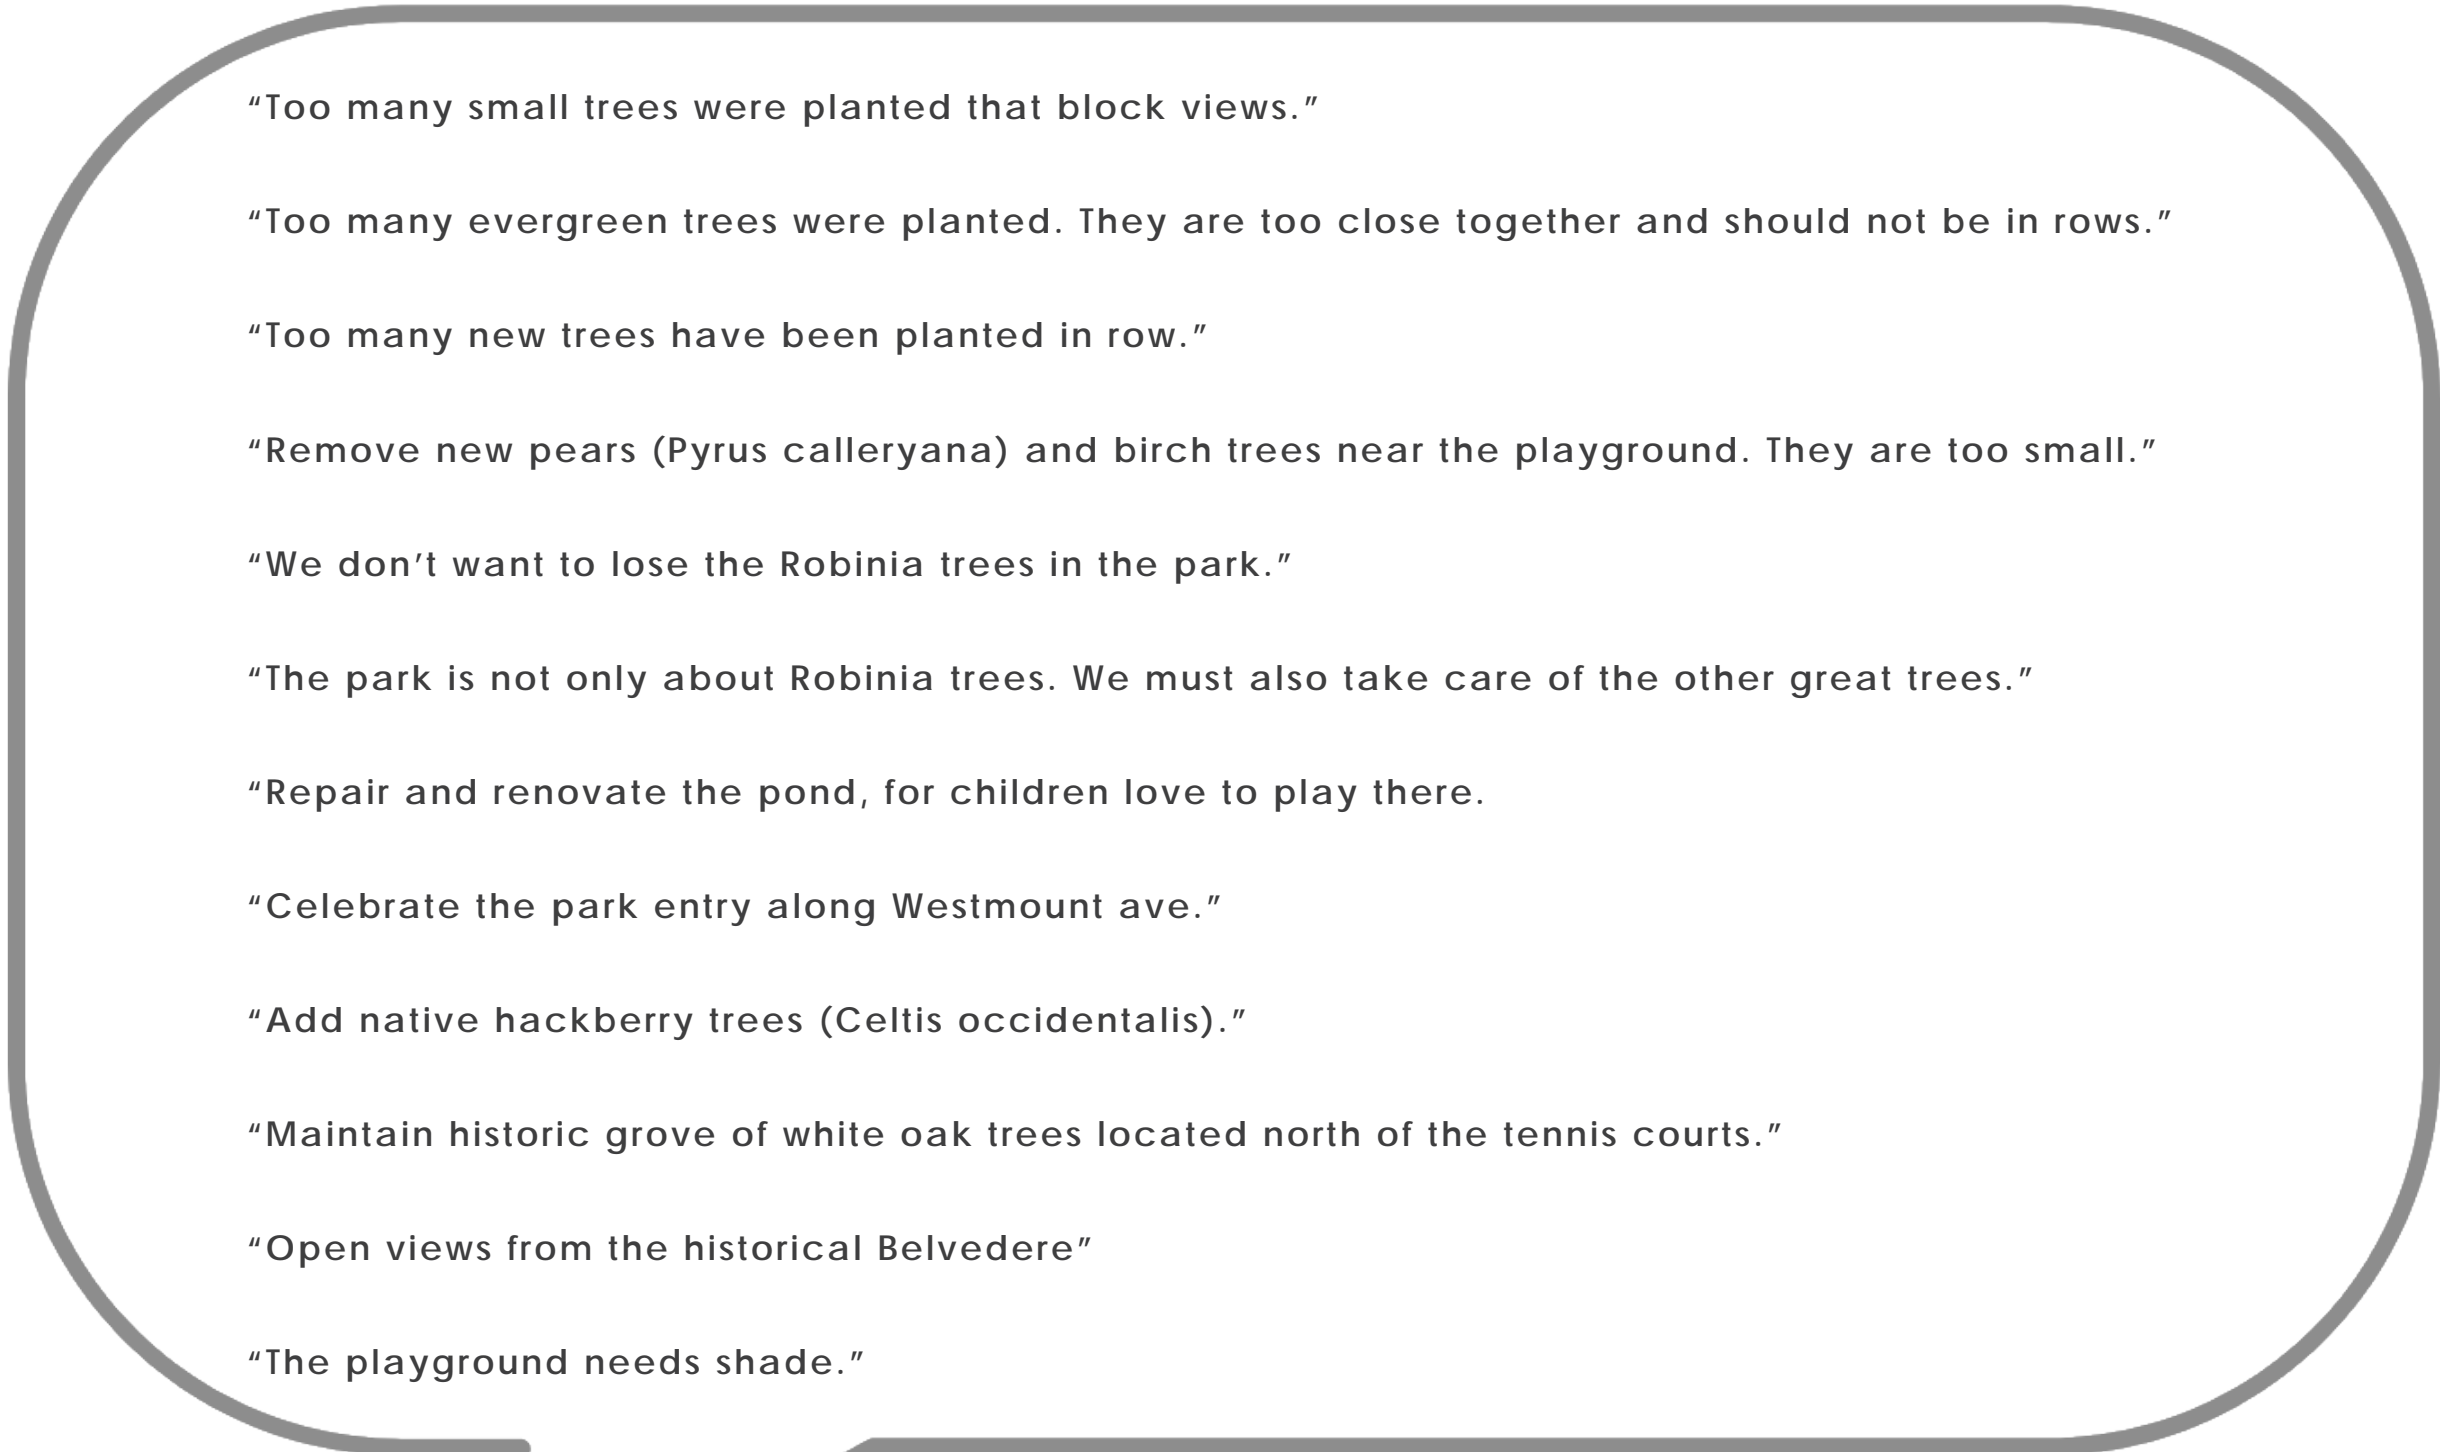 “Too many small trees were planted that block views.”
“Too many evergreen trees were planted. They are too close together and should not be in rows.”
“Too many new trees have been planted in row.”
“Remove new pears (Pyrus calleryana) and birch trees near the playground. They are too small.”
“We don’t want to lose the Robinia trees in the park.”
“The park is not only about Robinia trees. We must also take care of the other great trees.”
“Repair and renovate the pond, for children love to play there.
“Celebrate the park entry along Westmount ave.”
“Add native hackberry trees (Celtis occidentalis).”
“Maintain historic grove of white oak trees located north of the tennis courts.”
“Open views from the historical Belvedere”
“The playground needs shade.”